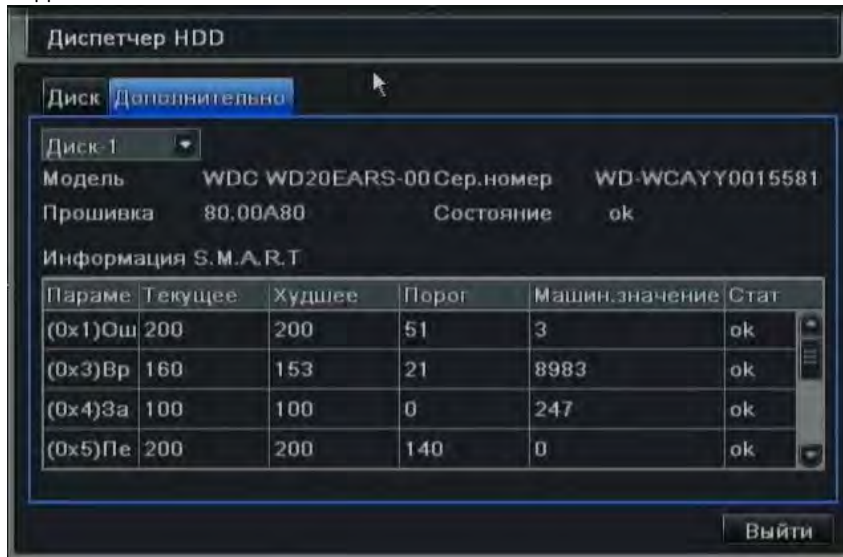 Диспетчер HDD
Диск Дополнительно
Диск-1
Модель WDC WD20EARS-00 Сер.номер WD-WCAYY0015581
Прошивка 80.00A80 Состояние ok
Информация S.M.A.R.T
Параме Текущее Худшее Порог Машин.значение Стат
(0x1)Ош 200 200 51 3 ok
(0x3)Вр 160 153 21 8983 ok
(0x4)За 100 100 0 247 ok
(0x5)Пе 200 200 140 0 ok
Выйти